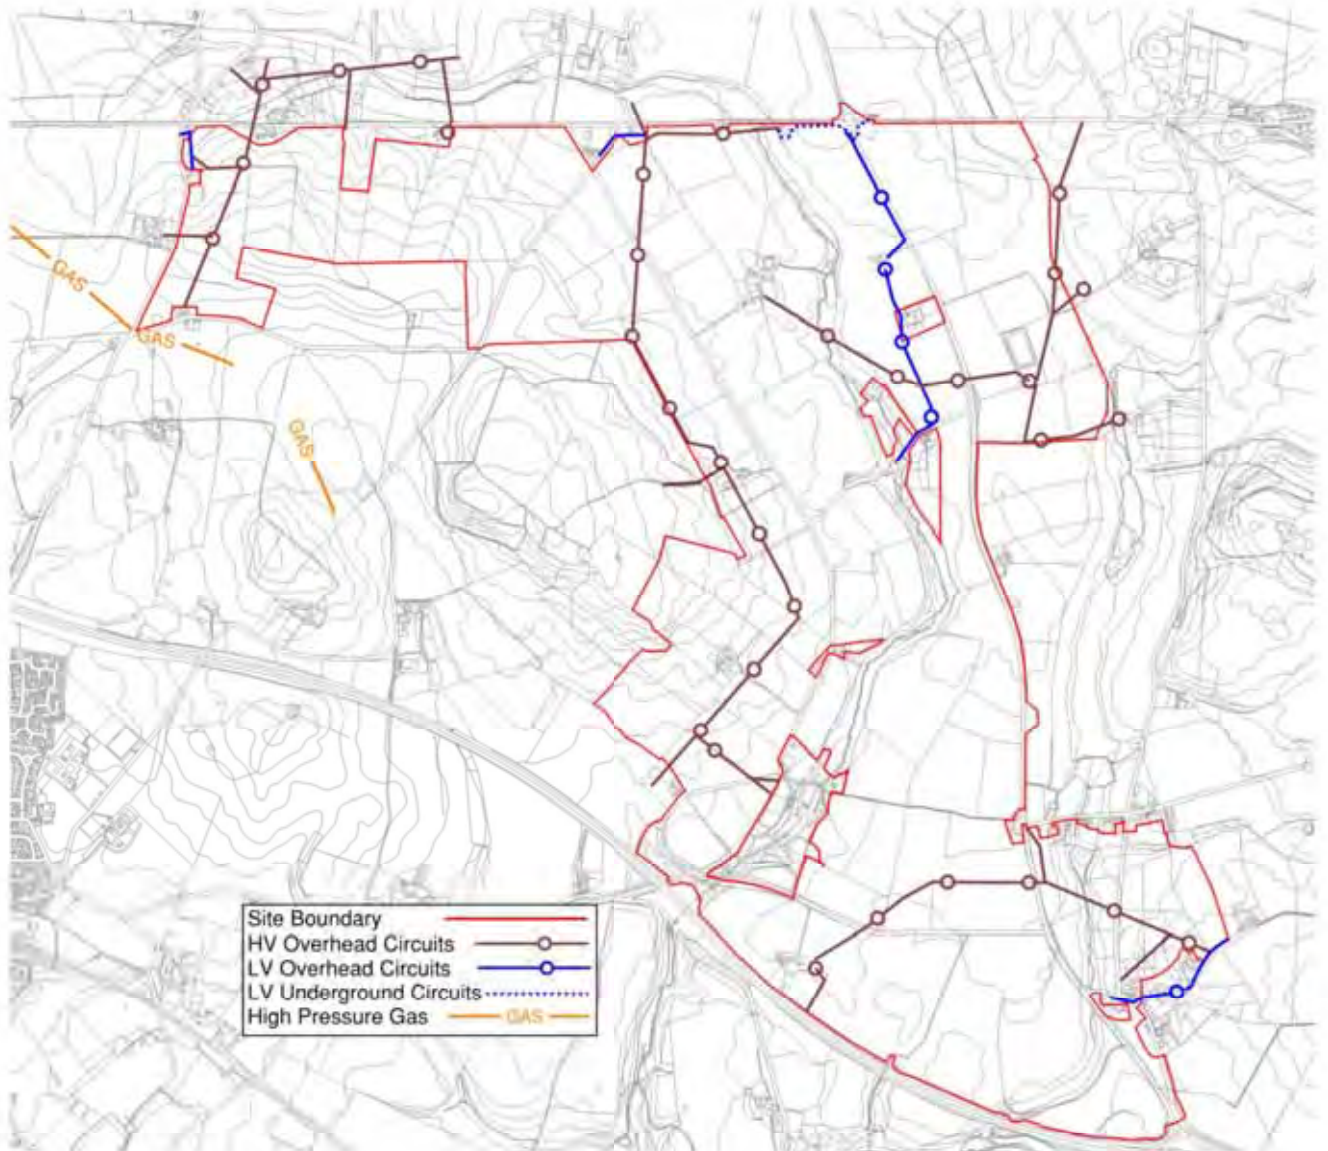 GAS
GAS
GAS
Site Boundary
HV Overhead Circuits
LV Overhead Circuits
LV Underground Circuits
High Pressure Gas GAS